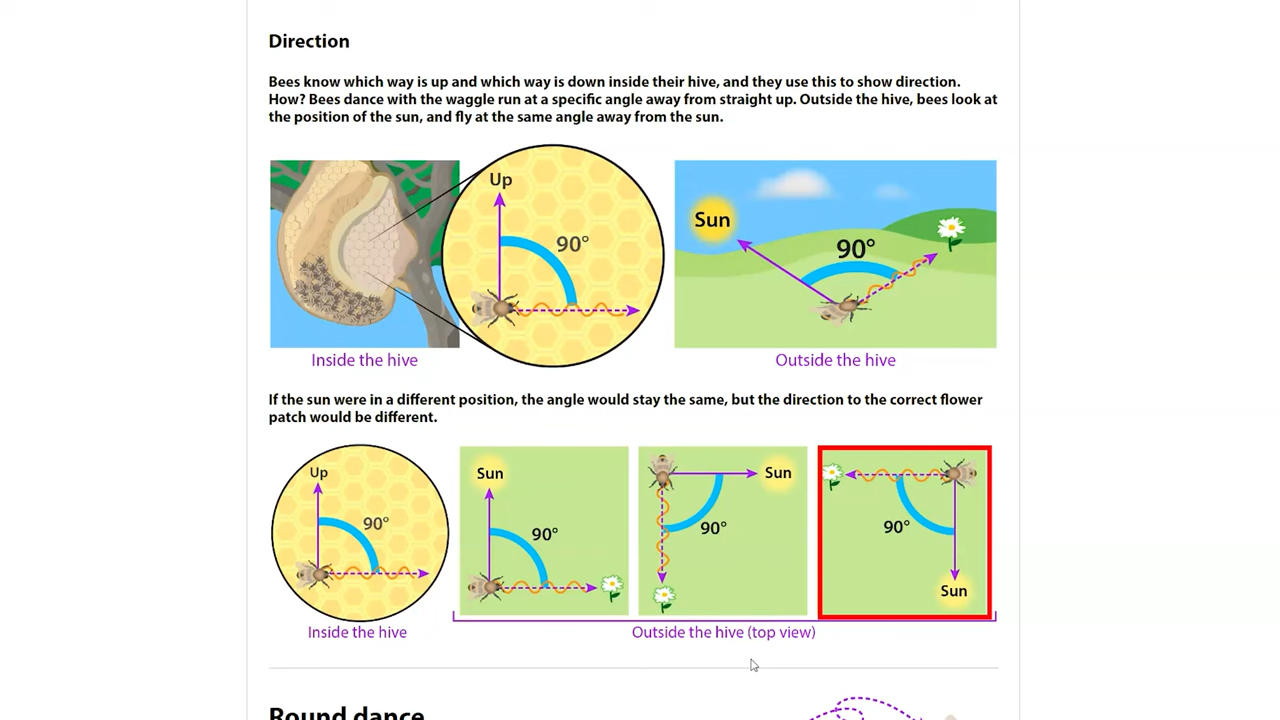 Direction
Bees know which way is up and which way is down inside their hive, and they use this to show direction.
How? Bees dance with the waggle run at a specific angle away from straight up. Outside the hive, bees look at
the position of the sun, and fly at the same angle away from the sun.
Up
90°
Sun
90°
Inside the hive
Outside the hive
If the sun were in a different position, the angle would stay the same, but the direction to the correct flower
patch would be different.
Up
90°
Sun
90°
Sun
90°
90°
Sun
Inside the hive
Outside the hive (top view)
Round dance